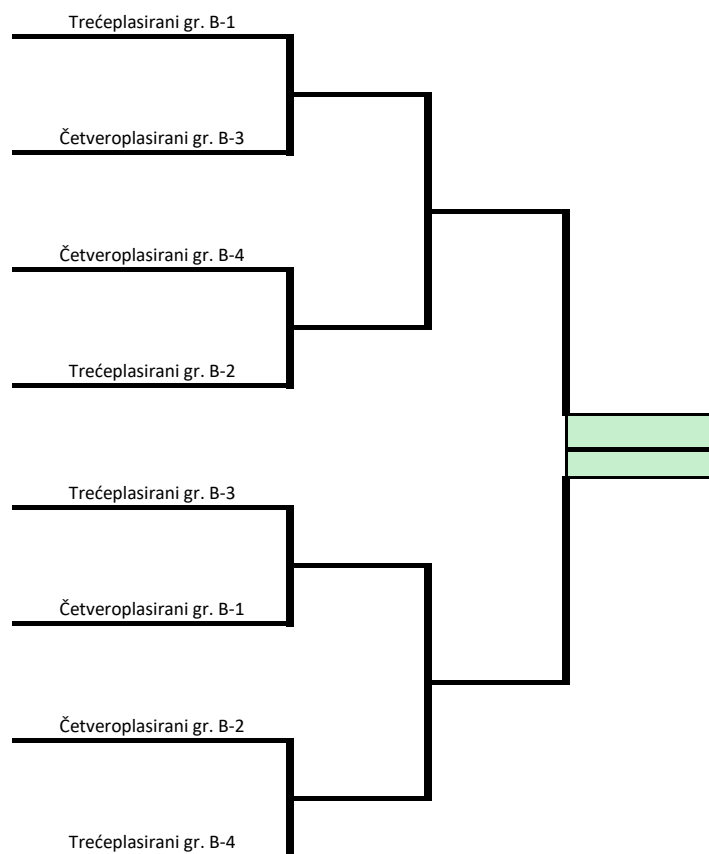 Trećeplasirani gr. B-1
Četveroplasirani gr. B-3
Četveroplasirani gr. B-4
Trećeplasirani gr. B-2
Trećeplasirani gr. B-3
Četveroplasirani gr. B-1
Četveroplasirani gr. B-2
Trećeplasirani gr. B-4